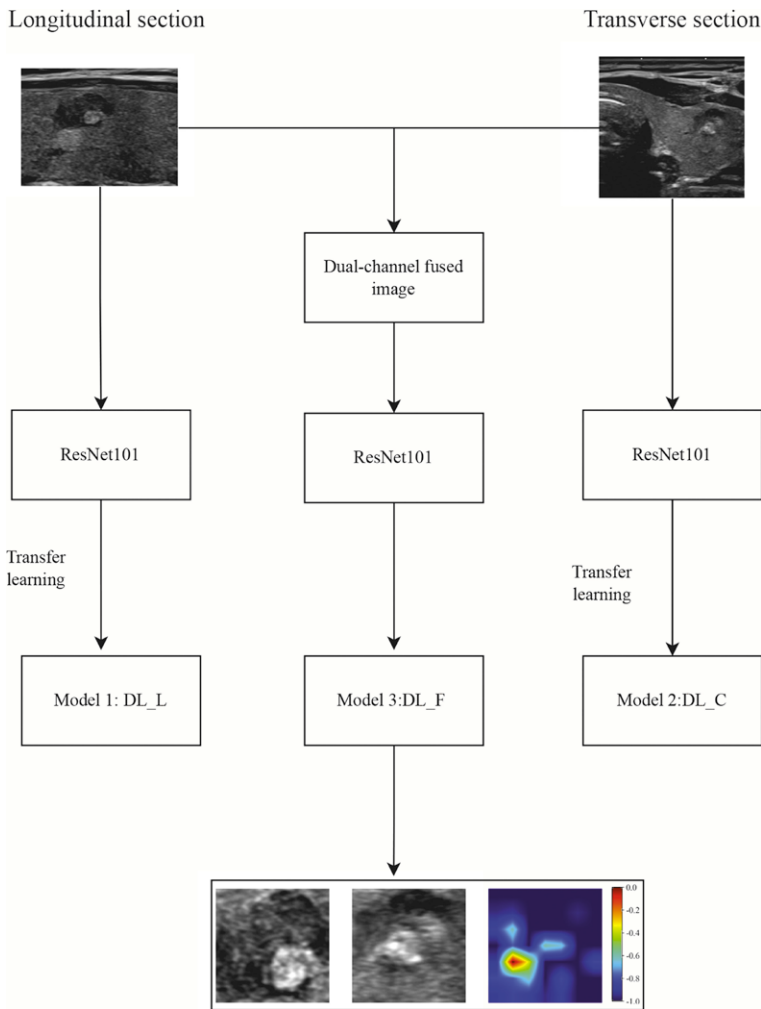 Longitudinal section
Transverse section
Dual-channel fused
image
ResNet101
ResNet101
ResNet101
Transfer
learning
Transfer
learning
Model 1: DL_L
Model 3:DL_F
Model 2:DL_C
0.0
-0.2
-0.4
-0.6
-0.8
-1.0